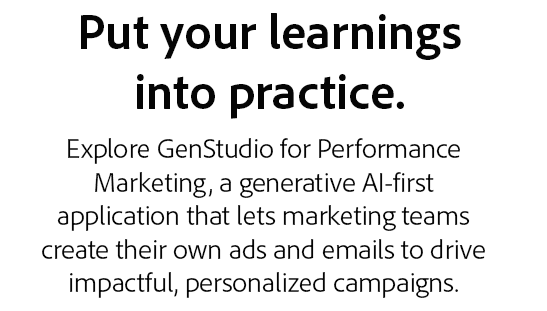 Put your learnings
into practice.
Explore GenStudio for Performance
Marketing, a generative AI-first
application that lets marketing teams
create their own ads and emails to drive
impactful, personalized campaigns.